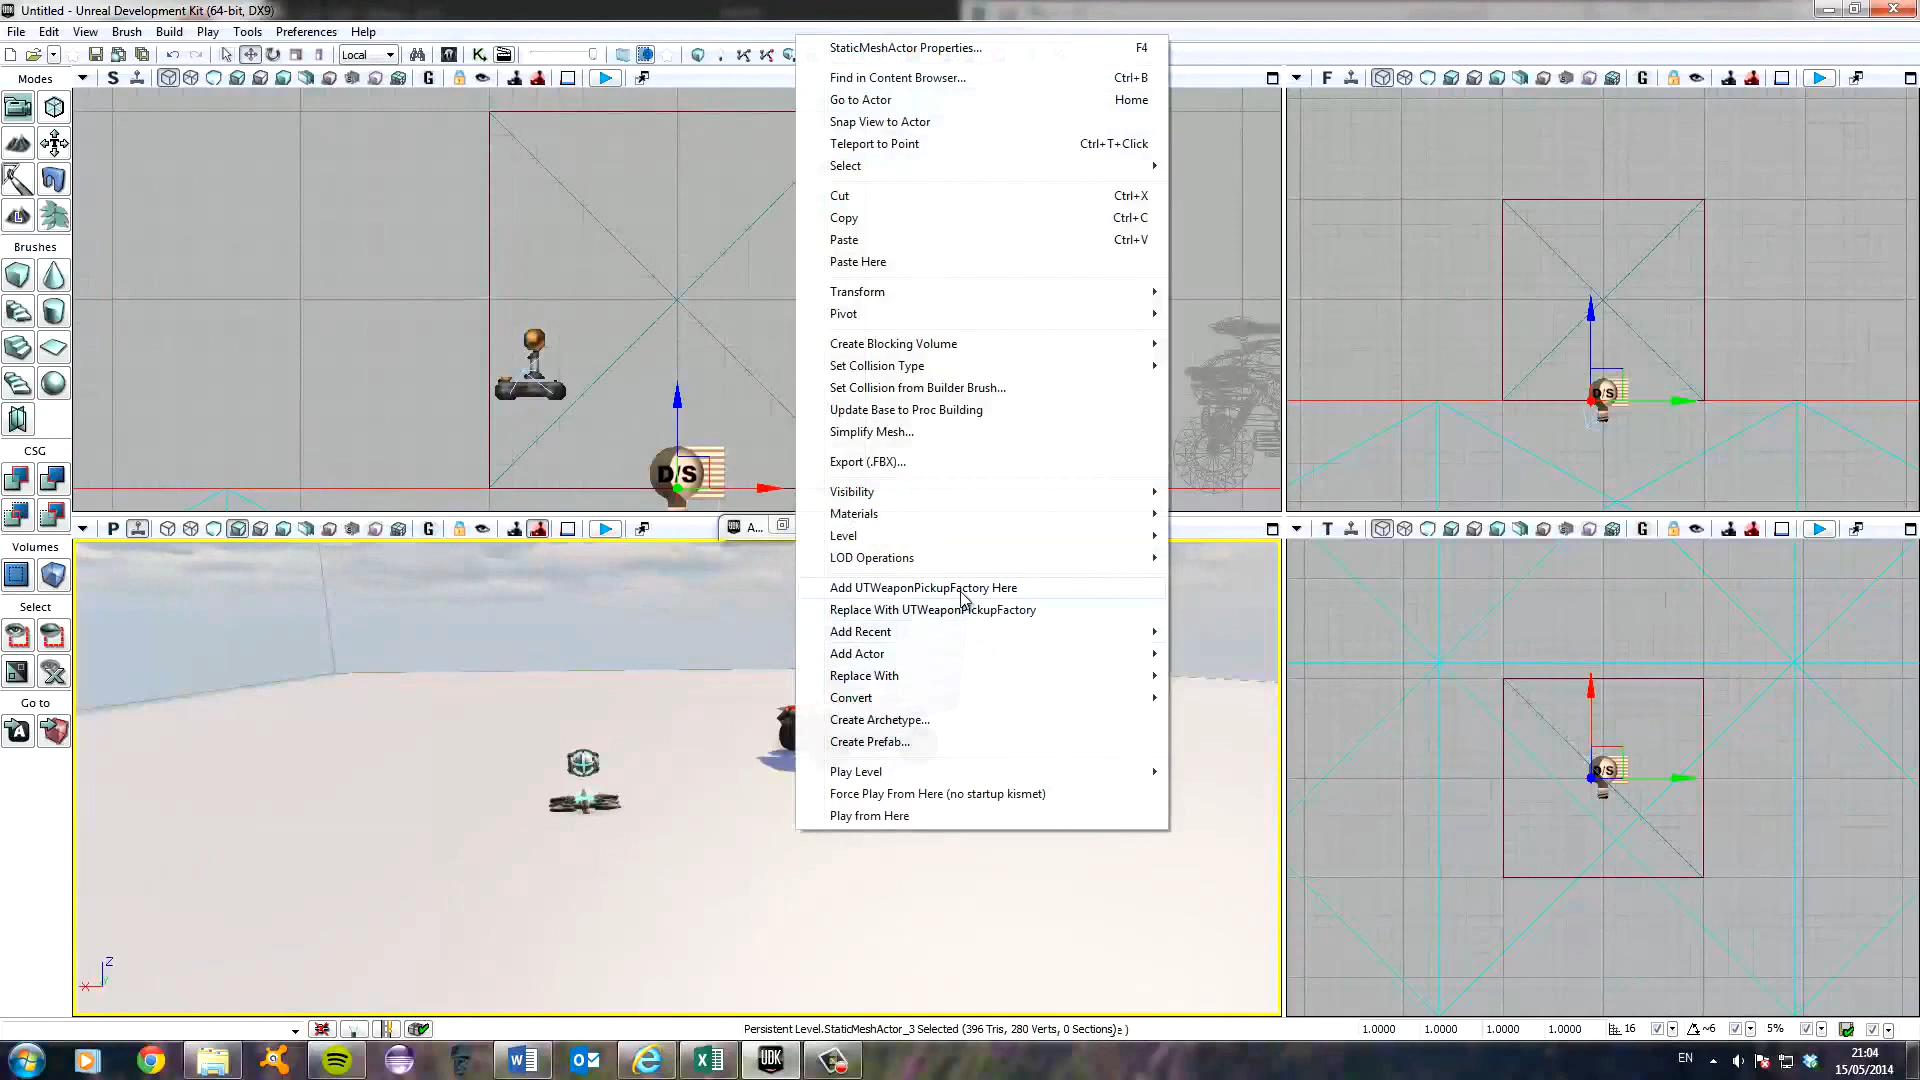 Untitled - Unreal Development Kit (64-bit, DX9)
File Edit View Brush Build Play Tools Preferences Help
Local
Modes
S G
F G
StaticMeshActor Properties... F4
Find in Content Browser... Ctrl+B
Go to Actor Home
Snap View to Actor
Teleport to Point Ctrl+T+Click
Select
Cut Ctrl+X
Copy Ctrl+C
Paste Ctrl+V
Paste Here
Transform
Pivot
Create Blocking Volume
Set Collision Type
Set Collision from Builder Brush...
Update Base to Proc Building
Simplify Mesh...
Export (.FBX)...
Visibility
Materials
Level
LOD Operations
Add UTWeaponPickupFactory Here
Replace With UTWeaponPickupFactory
Add Recent
Add Actor
Replace With
Convert
Create Archetype...
Create Prefab...
Play Level
Force Play From Here (no startup kismet)
Play from Here
Brushes
CSG
Volumes
Select
Go to
D/S
D/S
P G
A...
T G
D/S
Z
X
Persistent Level.StaticMeshActor_3 Selected (396 Tris, 280 Verts, 0 Sections)
1.0000 1.0000 1.0000 1.0000 16 ~6 5%
UDK
EN
21:04
15/05/2014